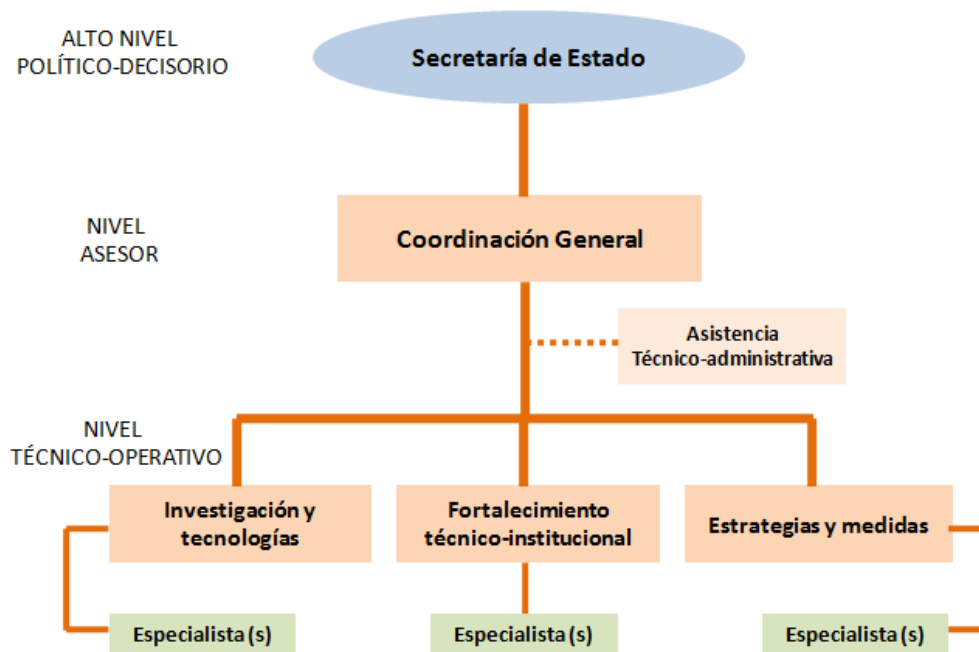 ALTO NIVEL
POLÍTICO-DECISORIO
Secretaría de Estado
NIVEL
ASESOR
Coordinación General
Asistencia
Técnico-administrativa
NIVEL
TÉCNICO-OPERATIVO
Investigación y
tecnologías
Fortalecimiento
técnico-institucional
Estrategias y medidas
Especialista (s)
Especialista (s)
Especialista (s)